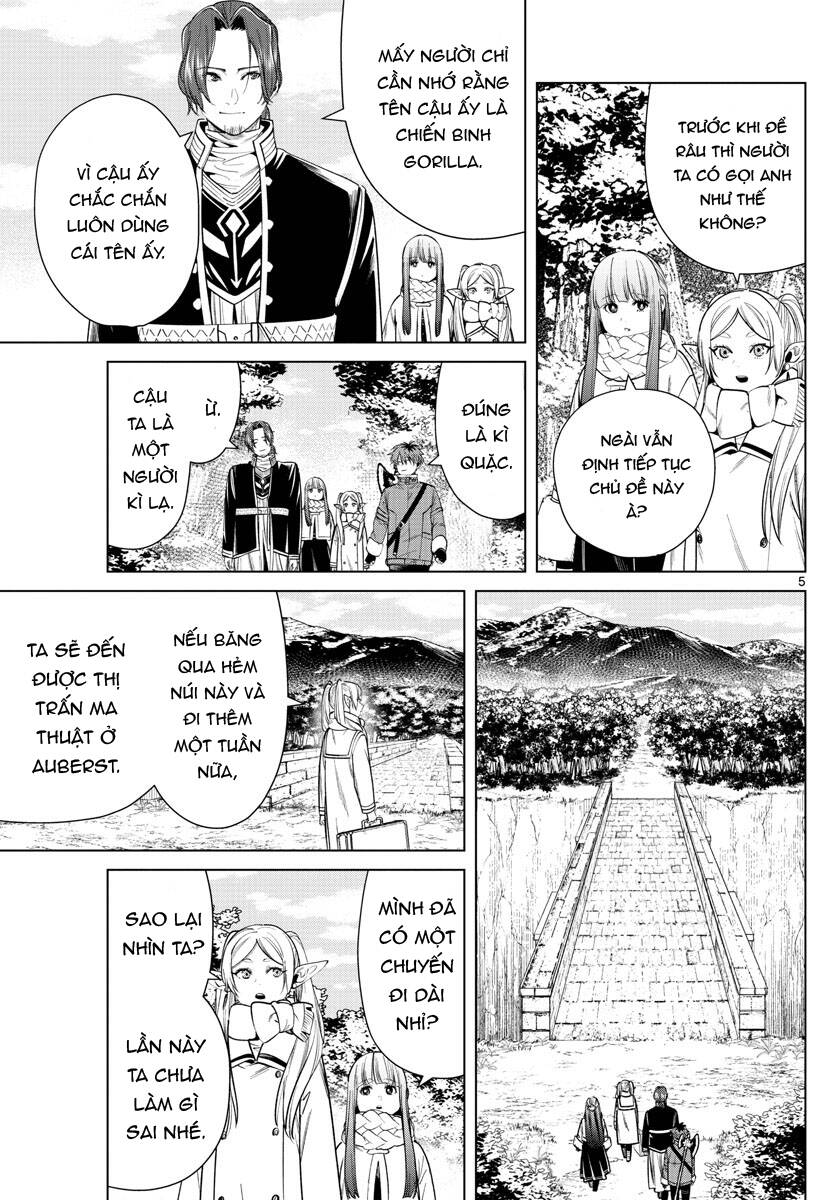 TRƯỚC KHI ĐỂ
RÂU THÌ NGƯỜI
TA CÓ GỌI ANH
NHƯ THẾ
KHÔNG?
NGÀI VẪN
ĐỊNH TIẾP TỤC
CHỦ ĐỀ NÀY
À?
MẤY NGƯỜI CHỈ
CẦN NHỚ RẰNG
TÊN CẬU ẤY LÀ
CHIẾN BINH
GORILLA.
VÌ CẬU ẤY
CHẮC CHẮN
LUÔN DÙNG
CÁI TÊN ẤY.
ĐÚNG
LÀ KÌ
QUẶC.
Ừ.
CẬU
TA LÀ
MỘT
NGƯỜI
KÌ LẠ.
5
NẾU BĂNG
QUA HẺM
NÚI NÀY VÀ
ĐI THÊM
MỘT TUẦN
NỮA,
TA SẼ ĐẾN
ĐƯỢC THỊ
TRẤN MA
THUẬT Ở
AUBERST.
MÌNH ĐÃ
CÓ MỘT
CHUYẾN
ĐI DÀI
NHỈ?
SAO LẠI
NHÌN TA?
LẦN NÀY
TA CHƯA
LÀM GÌ
SAI NHÉ.